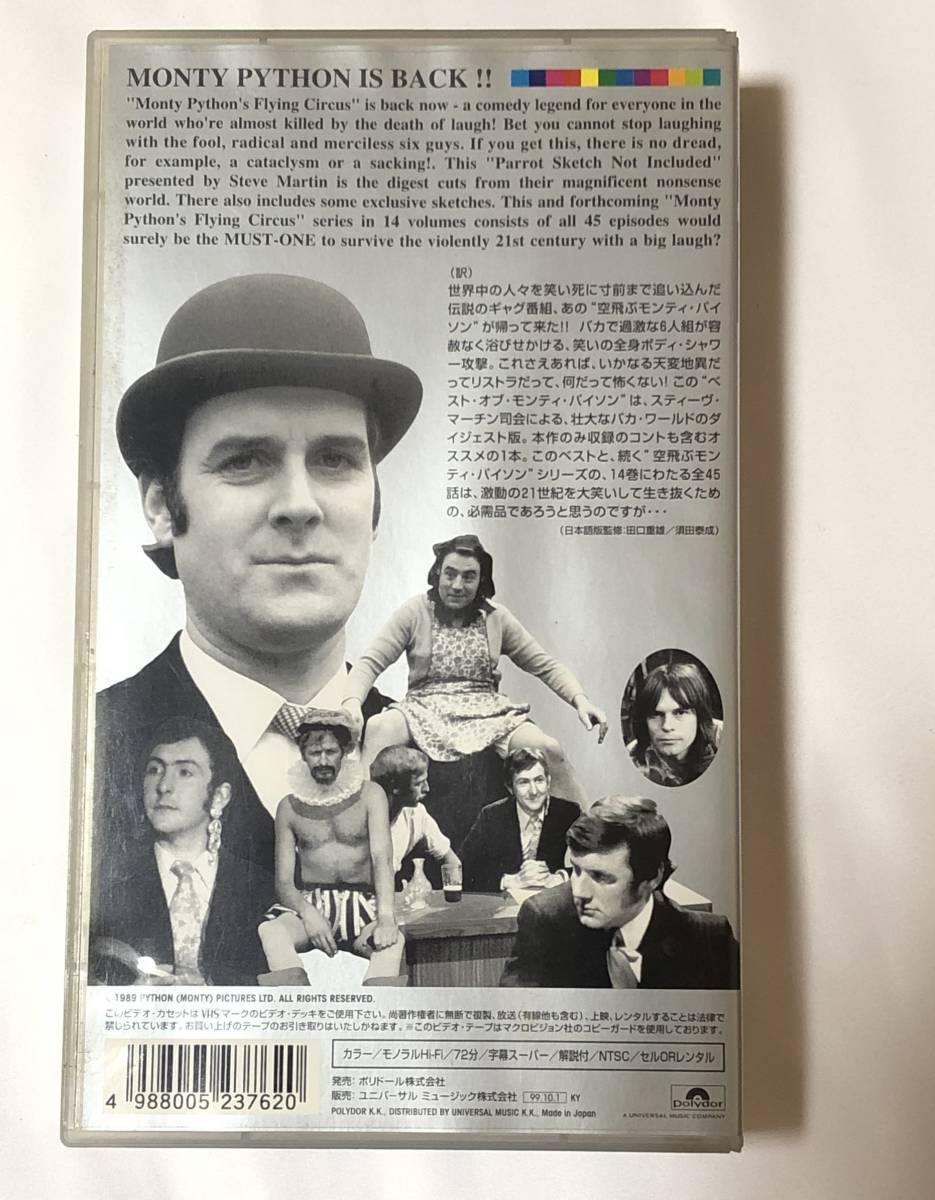 MONTY PYTHON IS BACK !!
"Monty Python's Flying Circus" is back now - a comedy legend for everyone in the
world who're almost killed by the death of laugh! Bet you cannot stop laughing
with the fool, radical and merciless six guys. If you get this, there is no dread,
for example, a cataclysm or a sacking!. This "Parrot Sketch Not Included"
presented by Steve Martin is the digest cuts from their magnificent nonsense
world. There also includes some exclusive sketches. This and forthcoming "Monty
Python's Flying Circus" series in 14 volumes consists of all 45 episodes would
surely be the MUST-ONE to survive the violently 21st century with a big laugh?
(訳)
世界中の人々を笑い死に寸前まで追い込んだ
伝説のギャグ番組、あの"空飛ぶモンティ・パイ
ソン"が帰って来た!! バカで過激な6人組が容
赦なく浴びせかける、笑いの全身ボディ・シャワ
ー攻撃。これさえあれば、いかなる天変地異だ
ってリストラだって、何だって怖くない! この"ベ
スト・オブ・モンティ・パイソン"は、スティーヴ・
マーチン司会による、壮大なバカ・ワールドのダ
イジェスト版。本作のみ収録のコントも含むオ
ススメの1本。このベストと、続く"空飛ぶモン
ティ・パイソン"シリーズの、14巻にわたる全45
話は、激動の21世紀を大笑いして生き抜くため
の、必需品であろうと思うのですが・・・
(日本語版監修:田口重雄/須田泰成)
1989 PYTHON (MONTY) PICTURES LTD. ALL RIGHTS RESERVED.
このビデオ・カセットは VHS マークのビデオ・デッキをご使用下さい。尚著作権者に無断で複製、放送(有線他も含む)、上映、レンタルすることは法律で
禁じられています。お買い上げのテープのお引き取りはいたしかねます。※このビデオ・テープはマクロビジョン社のコピーガードを使用しております。
カラー/モノラルHi-Fi/72分/字幕スーパー/解説付/NTSC/セルORレンタル
発売: ポリドール株式会社
販売: ユニバーサル ミュージック株式会社 99.10.1 KY
POLYDOR K.K., DISTRIBUTED BY UNIVERSAL MUSIC K.K., Made in Japan
4 988005 237620
polydor
A UNIVERSAL MUSIC COMPANY